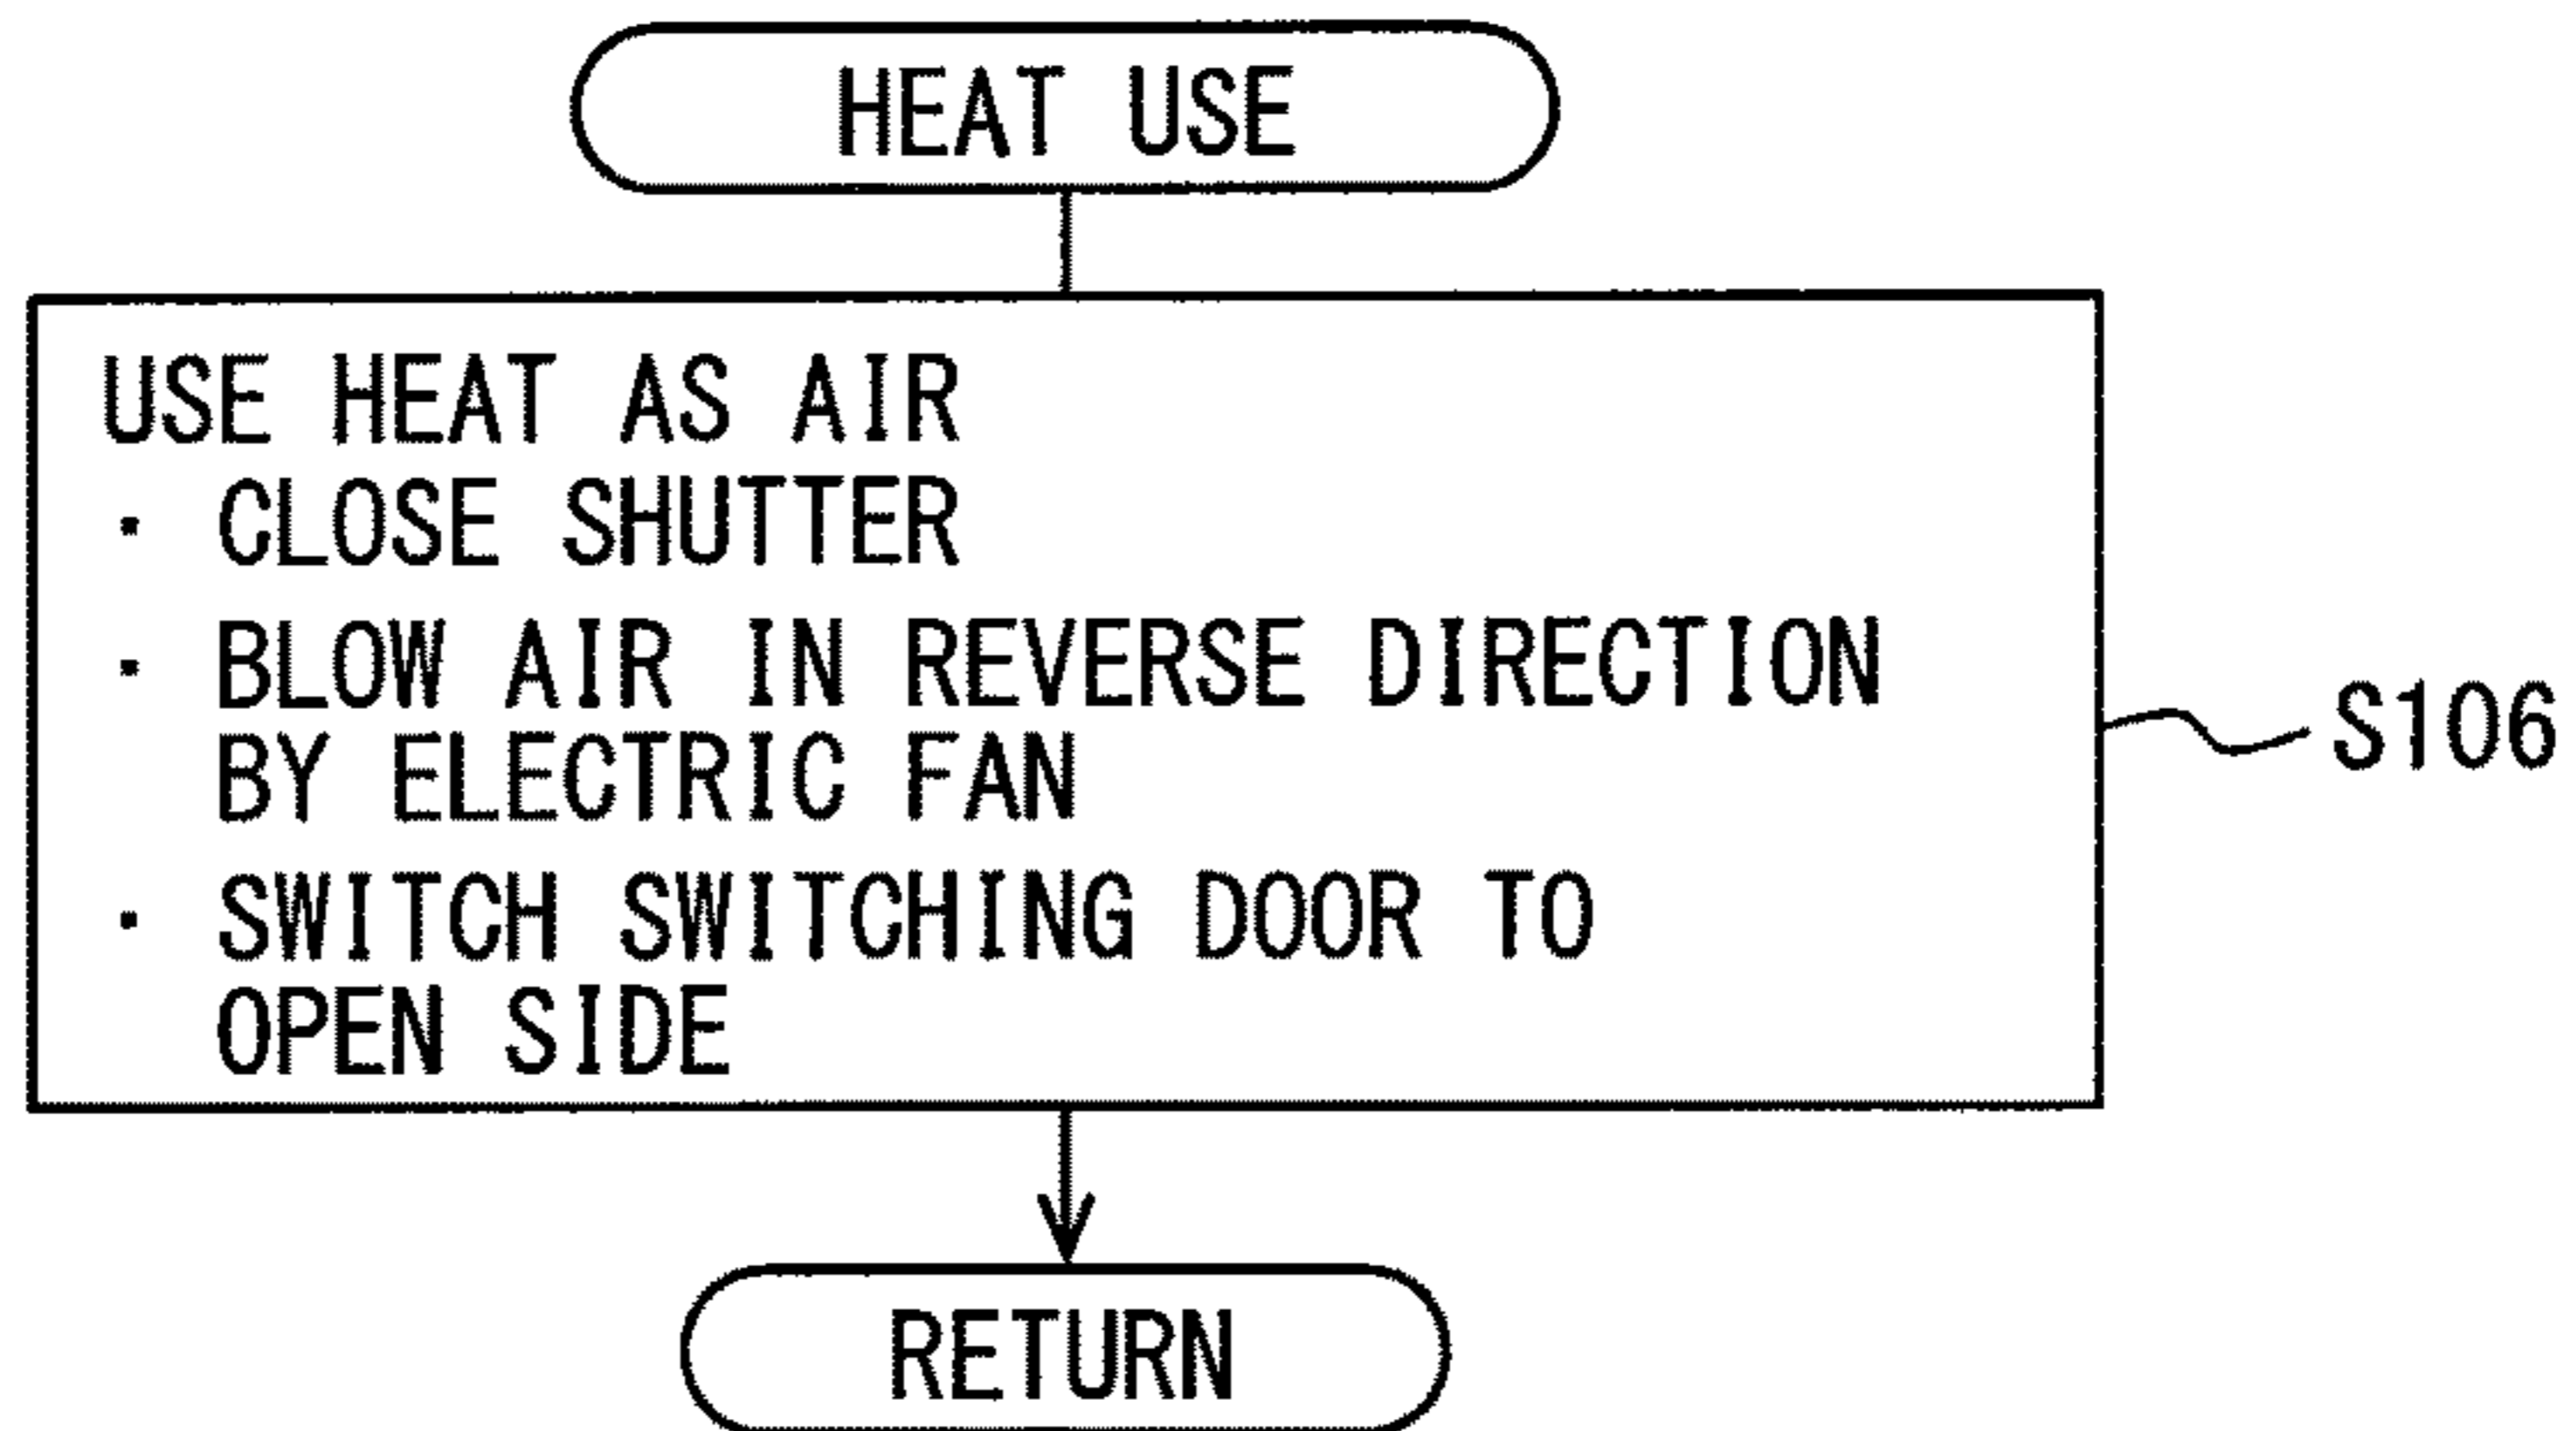 HEAT USE
USE HEAT AS AIR
· CLOSE SHUTTER
· BLOW AIR IN REVERSE DIRECTION
BY ELECTRIC FAN
· SWITCH SWITCHING DOOR TO
OPEN SIDE
S106
RETURN